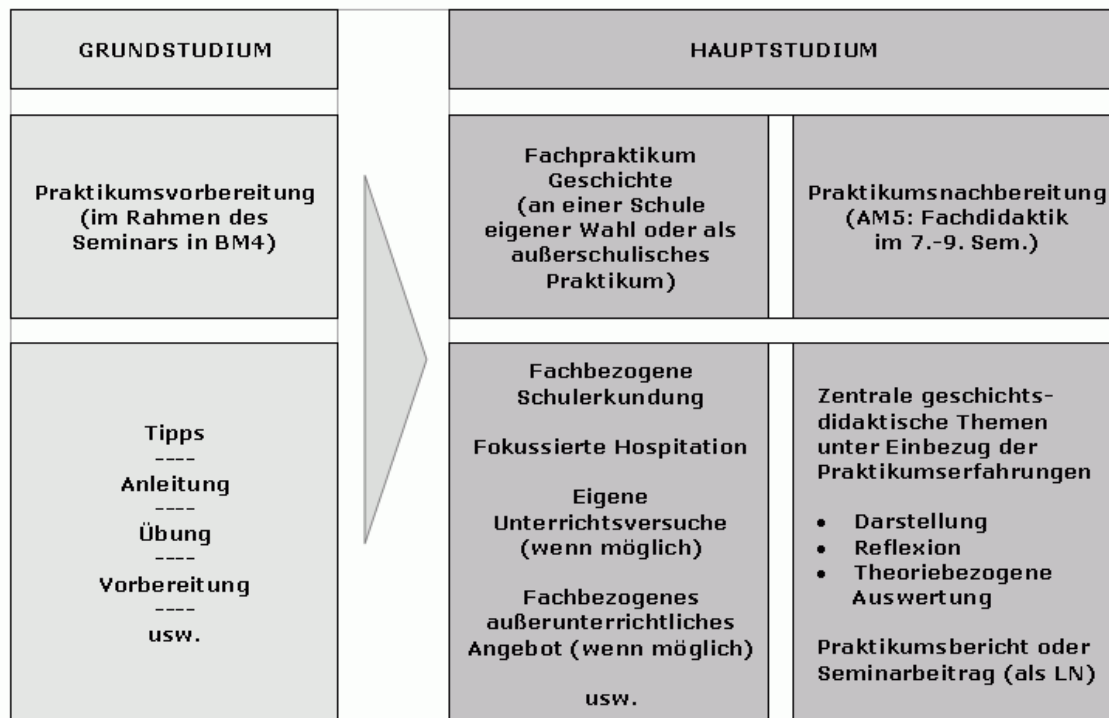 GRUNDSTUDIUM
HAUPTSTUDIUM
Praktikumsvorbereitung
(im Rahmen des
Seminars in BM4)
Fachpraktikum
Geschichte
(an einer Schule
eigener Wahl oder als
außerschulisches
Praktikum)
Praktikumsnachbereitung
(AM5: Fachdidaktik
im 7.-9. Sem.)
Tipps
----
Anleitung
----
Übung
----
Vorbereitung
----
usw.
Fachbezogene
Schulerkundung
Fokussierte Hospitation
Eigene
Unterrichtsversuche
(wenn möglich)
Fachbezogenes
außerunterrichtliches
Angebot (wenn möglich)
usw.
Zentrale geschichts-
didaktische Themen
unter Einbezug der
Praktikumserfahrungen
• Darstellung
• Reflexion
• Theoriebezogene
Auswertung
Praktikumsbericht oder
Seminarbeitrag (als LN)